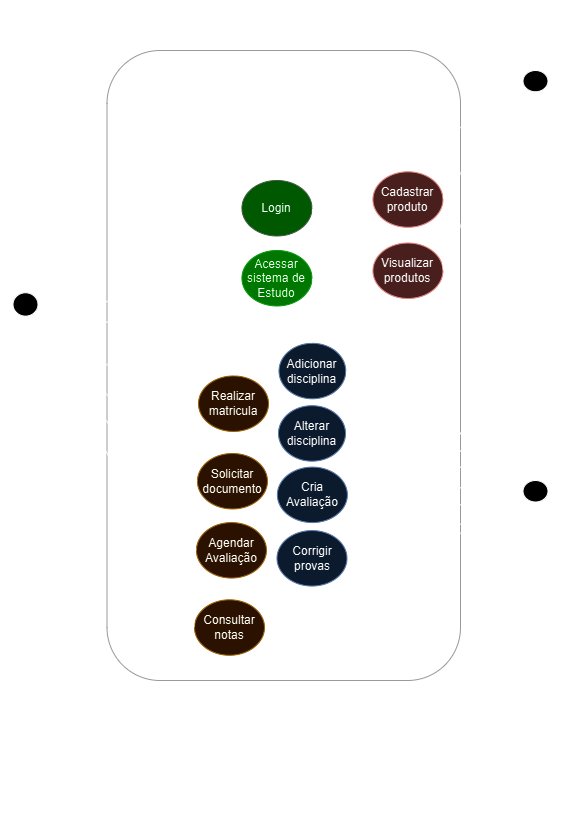 Login
Cadastrar
produto
Acessar
sistema de
Estudo
Visualizar
produtos
Adicionar
disciplina
Realizar
matricula
Alterar
disciplina
Solicitar
documento
Cria
Avaliação
Agendar
Avaliação
Corrigir
provas
Consultar
notas